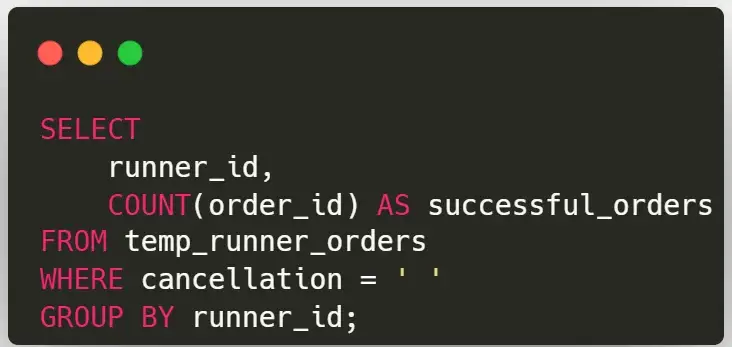 SELECT
    runner_id,
    COUNT(order_id) AS successful_orders
FROM temp_runner_orders
WHERE cancellation = ' '
GROUP BY runner_id;